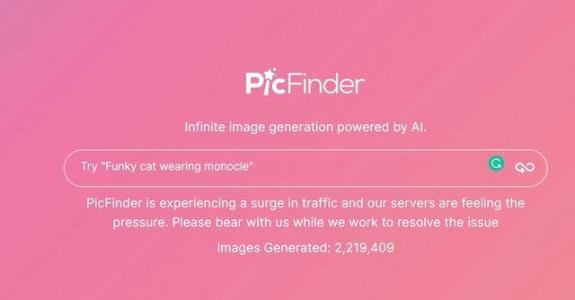 PicFinder
Infinite image generation powered by AI.
Try "Funky cat wearing monocle"
PicFinder is experiencing a surge in traffic and our servers are feeling the
pressure. Please bear with us while we work to resolve the issue
Images Generated: 2,219,409